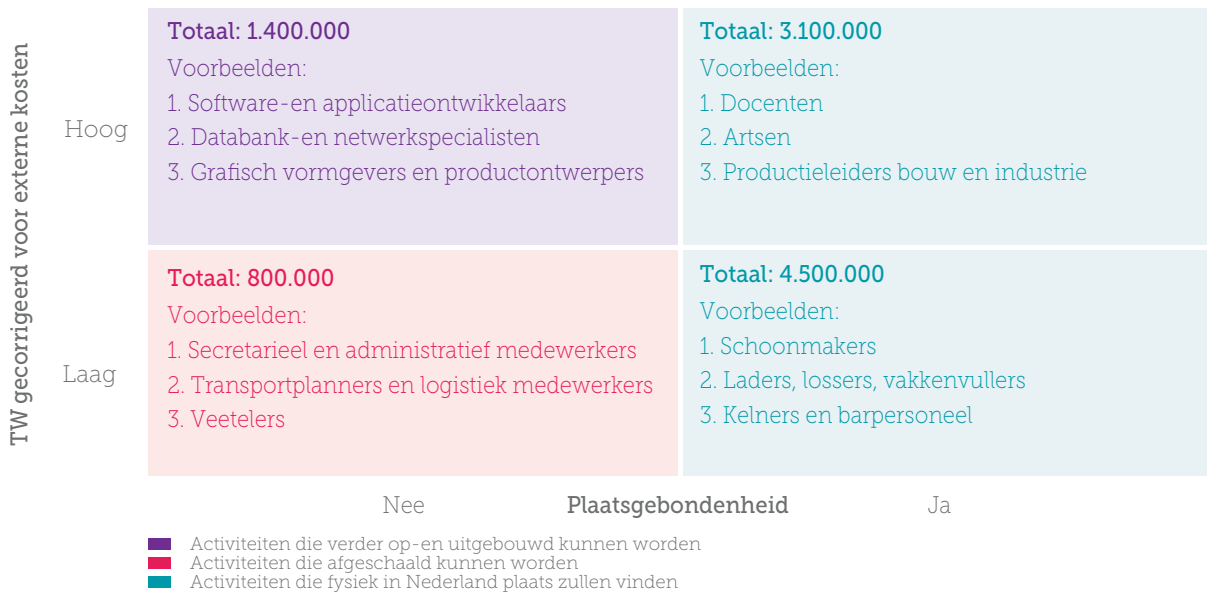 TW gecorrigeerd voor externe kosten
Hoog
Totaal: 1.400.000
Voorbeelden:
1. Software-en applicatieontwikkelaars
2. Databank-en netwerkspecialisten
3. Grafisch vormgevers en productontwerpers
Totaal: 3.100.000
Voorbeelden:
1. Docenten
2. Artsen
3. Productieleiders bouw en industrie
Laag
Totaal: 800.000
Voorbeelden:
1. Secretarieel en administratief medewerkers
2. Transportplanners en logistiek medewerkers
3. Veetelers
Totaal: 4.500.000
Voorbeelden:
1. Schoonmakers
2. Laders, lossers, vakkenvullers
3. Kelners en barpersoneel
Nee
Plaatsgebondenheid
Ja
Activiteiten die verder op-en uitgebouwd kunnen worden
Activiteiten die afgeschaald kunnen worden
Activiteiten die fysiek in Nederland plaats zullen vinden